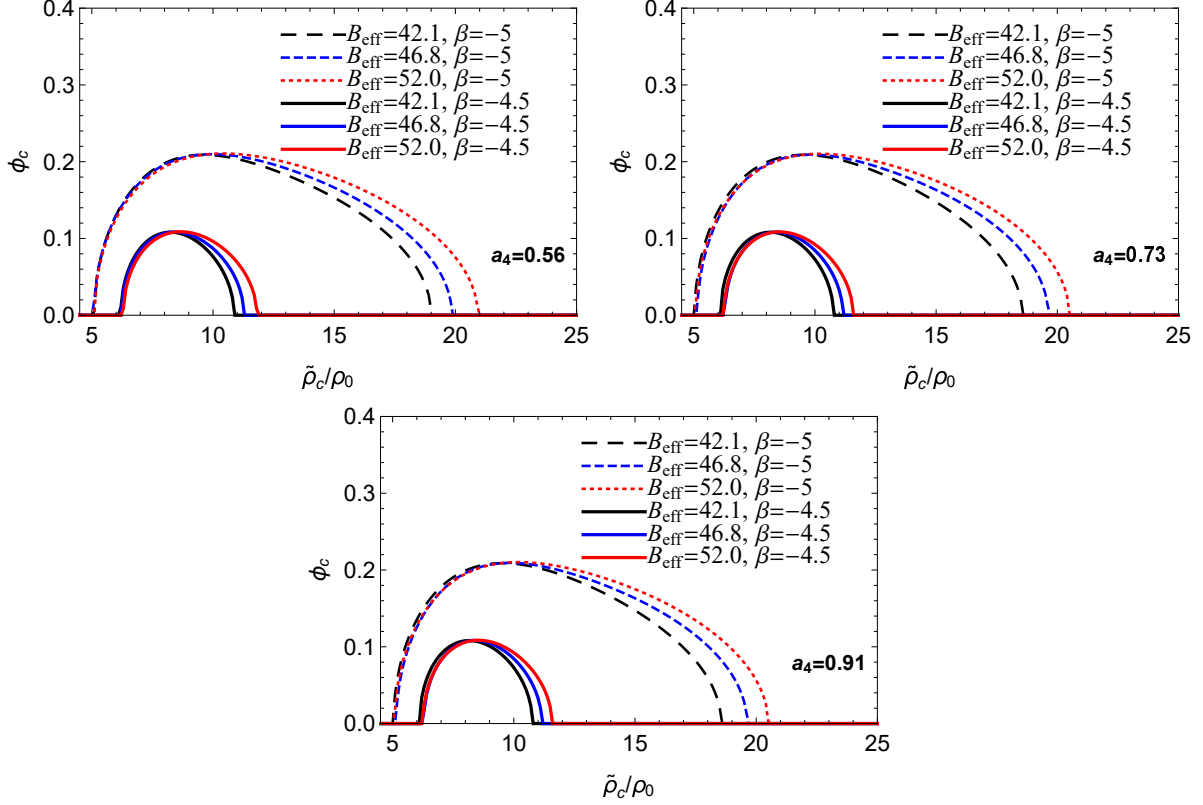 0.4
0.3
0.2
0.1
0.0
ϕc
B_eff=42.1, β=−5
B_eff=46.8, β=−5
B_eff=52.0, β=−5
B_eff=42.1, β=−4.5
B_eff=46.8, β=−4.5
B_eff=52.0, β=−4.5
a₄=0.56
5 10 15 20 25
ρ̃c/ρ₀
0.4
0.3
0.2
0.1
0.0
ϕc
B_eff=42.1, β=−5
B_eff=46.8, β=−5
B_eff=52.0, β=−5
B_eff=42.1, β=−4.5
B_eff=46.8, β=−4.5
B_eff=52.0, β=−4.5
a₄=0.73
5 10 15 20 25
ρ̃c/ρ₀
0.4
0.3
0.2
0.1
0.0
ϕc
B_eff=42.1, β=−5
B_eff=46.8, β=−5
B_eff=52.0, β=−5
B_eff=42.1, β=−4.5
B_eff=46.8, β=−4.5
B_eff=52.0, β=−4.5
a₄=0.91
5 10 15 20 25
ρ̃c/ρ₀